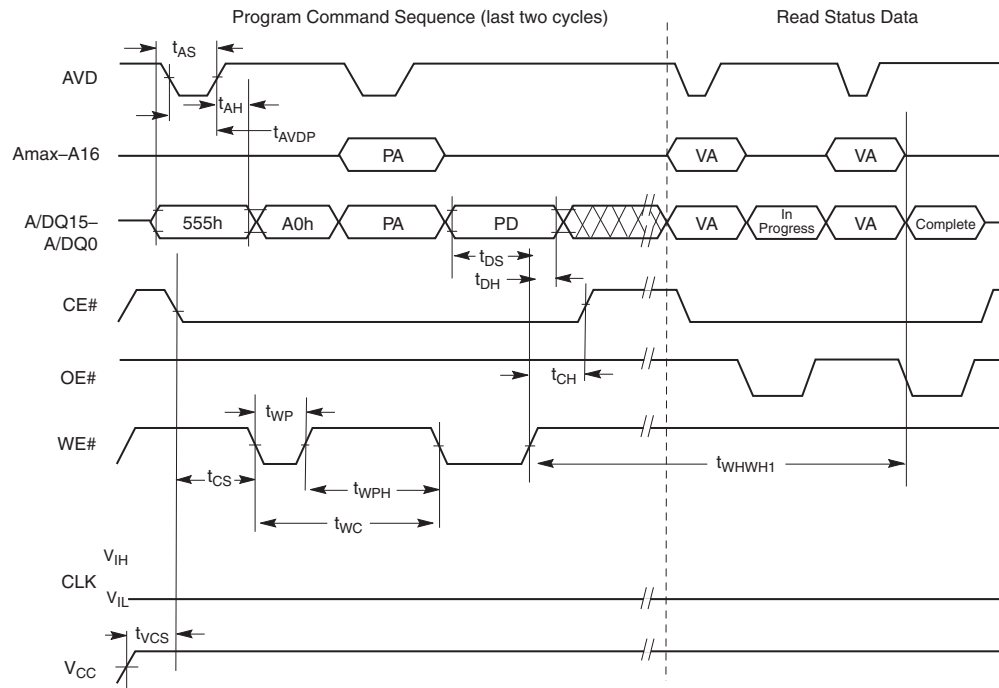 Program Command Sequence (last two cycles) Read Status Data
tAS
AVD
tAH
tAVDP
Amax–A16 PA VA VA
A/DQ15–
A/DQ0
555h A0h PA PD VA In
Progress VA Complete
tDS
tDH
CE#
OE#
tCH
tWP
WE#
tCS tWPH tWHWH1
tWC
VIH
CLK
VIL
tVCS
VCC